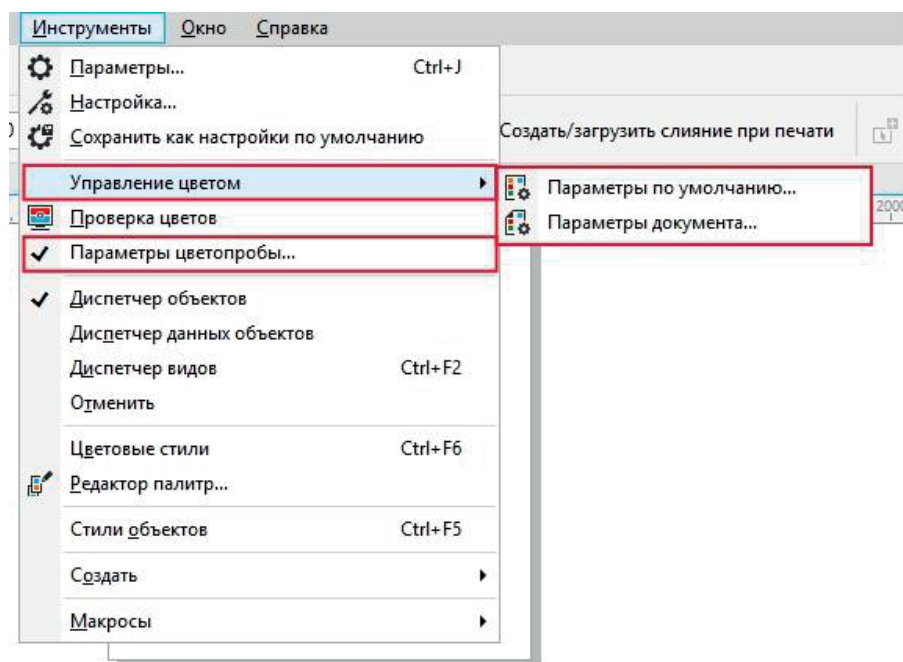 Инструменты Окно Справка
Параметры... Ctrl+J
Настройка...
Сохранить как настройки по умолчанию
Создать/загрузить слияние при печати
Управление цветом
Параметры по умолчанию...
Проверка цветов
Параметры документа...
2000
Параметры цветопробы...
Диспетчер объектов
Диспетчер данных объектов
Диспетчер видов Ctrl+F2
Отменить
Цветовые стили Ctrl+F6
Редактор палитр...
Стили объектов Ctrl+F5
Создать
Макросы